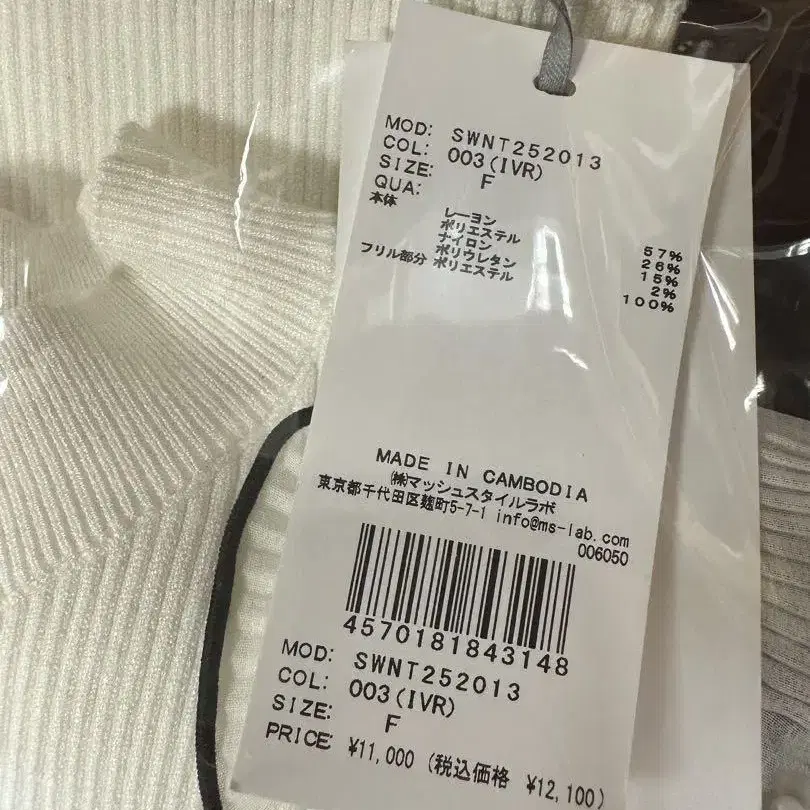 MOD: SWNT252013
COL: 003(IVR)
SIZE: F
QUA:
本体 レーヨン 57%
ポリエステル 26%
ナイロン 15%
ポリウレタン 2%
フリル部分 ポリエステル 100%
MADE IN CAMBODIA
㈱マッシュスタイルラボ
東京都千代田区麹町5-7-1 info@ms-lab.com
006050
4570181843148
MOD: SWNT252013
COL: 003(IVR)
SIZE: F
PRICE: ¥11,000 (税込価格 ¥12,100)